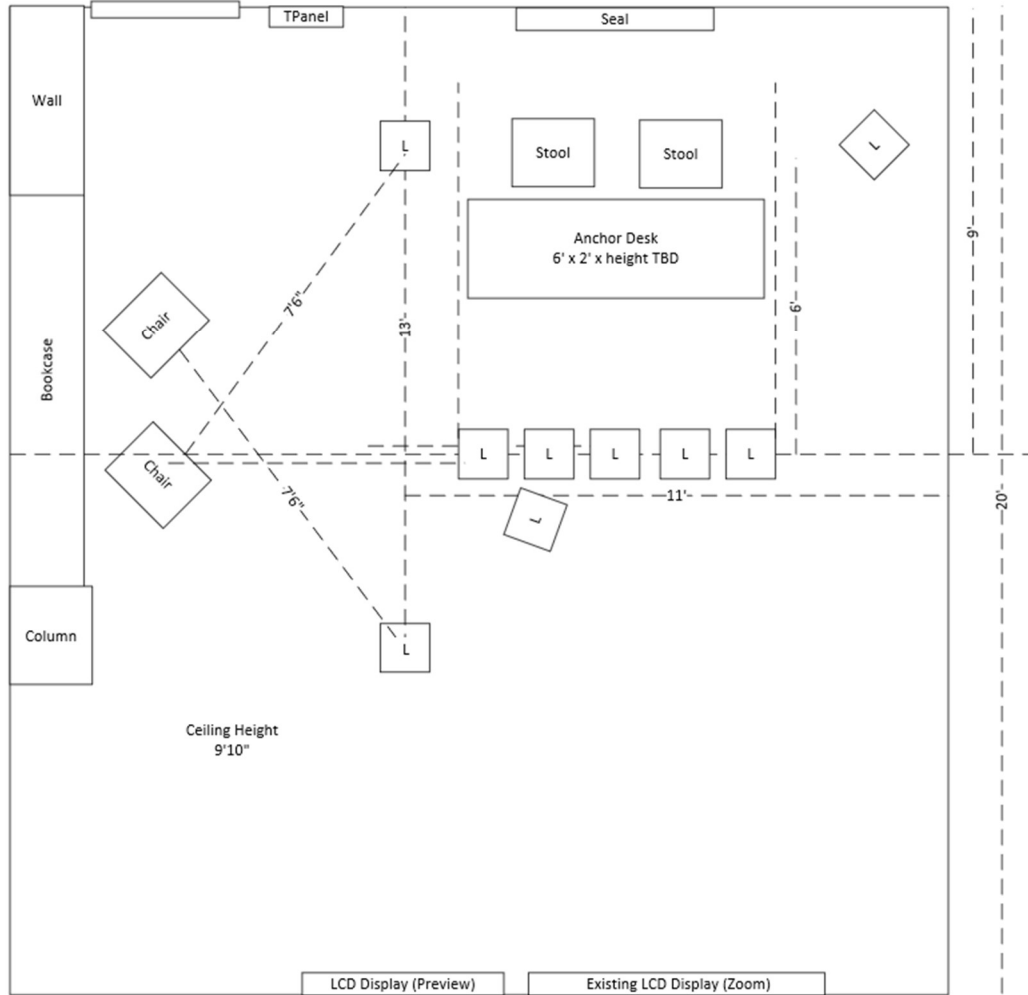 TPanel
Seal
Wall
L
Stool
Stool
L
Anchor Desk
6' x 2' x height TBD
9'
7'6"
6'
13'
Chair
Bookcase
L
L
L
L
L
Chair
7'6"
11'
20'
L
Column
L
Ceiling Height
9'10"
LCD Display (Preview)
Existing LCD Display (Zoom)